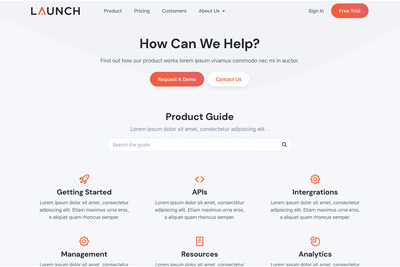 LAUNCH Product Pricing Customers About Us Sign In Free Trial
How Can We Help?
Find out how our product works lorem ipsum vivamus commodo nec mi in auctor.
Request A Demo Contact Us
Product Guide
Lorem ipsum dolor sit amet, consectetur adipiscing elit. .
Search the guide
Getting Started APIs Intergrations
Lorem ipsum dolor sit amet, consectetur Lorem ipsum dolor sit amet, consectetur Lorem ipsum dolor sit amet, consectetur
adipiscing elit. Etiam maximus urna eros, adipiscing elit. Etiam maximus urna eros, adipiscing elit. Etiam maximus urna eros,
a aliquet quam rhoncus semper. a aliquet quam rhoncus semper. a aliquet quam rhoncus semper.
Management Resources Analytics
Lorem ipsum dolor sit amet, consectetur Lorem ipsum dolor sit amet, consectetur Lorem ipsum dolor sit amet, consectetur